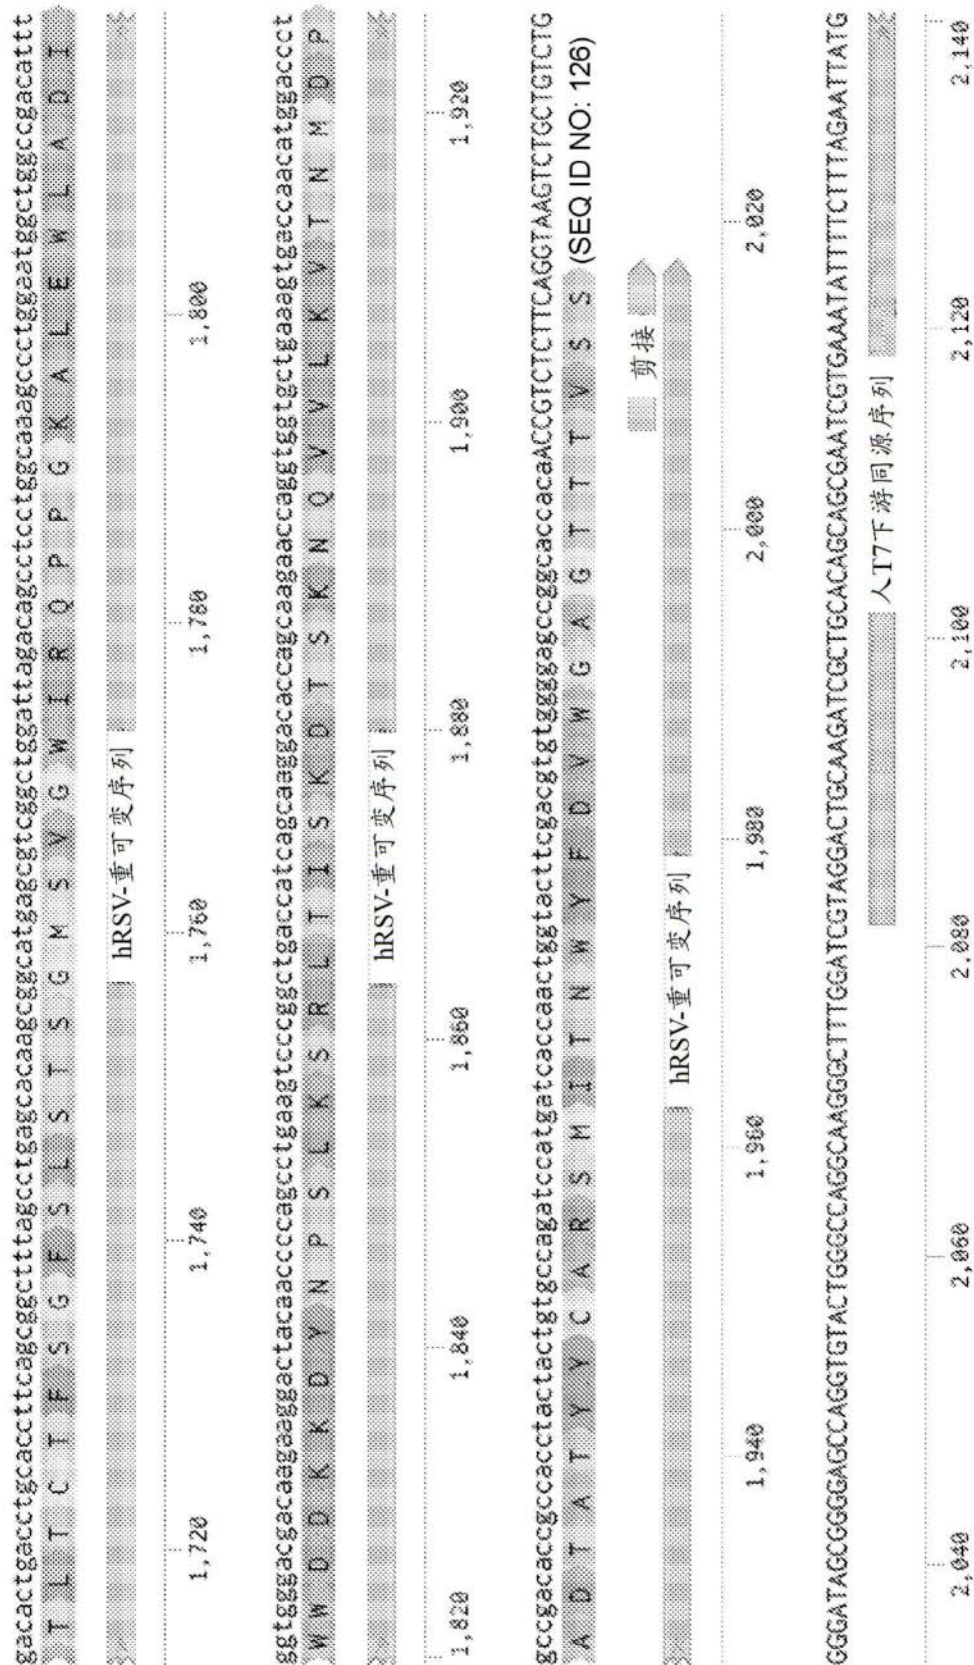 gacactgacctgcaccttcagcggctttagcctgagcacaagcggcatgagcgtcggctggattagacagcctcctggcaaagccctggaatggctggccgacattt
T L T C T F S G F S L S T S G M S V G W I R Q P P G K A L E W L A D I
hRSV-重可变序列
1,720 1,740 1,760 1,780 1,800
ggtgggacgacaagaaggactacaaccccagcctgaagtcccggctgaccatcagcaaggacaccagcaagaaccaggtggtgctgaaagtgaccaacatggaccct
W W D D K K D Y N P S L K S R L T I S K D T S K N Q V V L K V T N M D P
hRSV-重可变序列
1,820 1,840 1,860 1,880 1,900 1,920
gccgacaccgccacctactactgtgccagatccatgatcaccaactggtacttcgacgtgtggggagccggcaccacaACCGTCTCTTCAGGTAAGTCTGCTGTCTG
A D T A T Y Y C A R S M I T N W Y F D V W G A G T T T V S S (SEQ ID NO: 126)
剪接
hRSV-重可变序列
1,940 1,960 1,980 2,000 2,020
GGGATAGCGGGGAGCCAGGTGTACTGGGCCAGGCAAGGGCTTTGGATCGTAGGACTGCAAGATCGCTGCACAGCAGCGAATCGTGAAATATTTTCTTTAGAATTATG
人T7下游同源序列
2,040 2,060 2,080 2,100 2,120 2,140